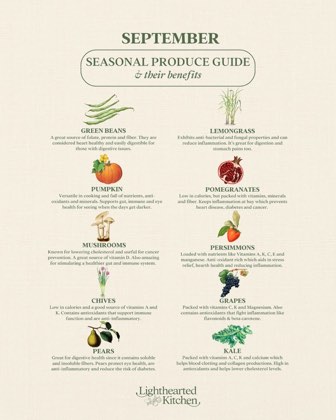 SEPTEMBER
SEASONAL PRODUCE GUIDE
& their benefits
GREEN BEANS
A great source of folate, protein and fiber. They are
considered heart healthy and easily digestible for
those with digestive issues.
LEMONGRASS
Exhibits anti-bacterial and fungal properties and can
reduce inflammation. It's great for digestion and
stomach pains too.
PUMPKIN
Versatile in cooking and full of nutrients, anti-
oxidants and minerals. Supports gut, immune and eye
health for seeing when the days get darker.
POMEGRANATES
Low in calories, but packed with vitamins, minerals
and fiber. Keeps inflammation at bay which prevents
heart disease, diabetes and cancer.
MUSHROOMS
Known for lowering cholesterol and useful for cancer
prevention. A great source of vitamin D. Also amazing
for stimulating a healthier gut and immune system.
PERSIMMONS
Loaded with nutrients like Vitamins A, K, C, E and
manganese. Anti-oxidant rich which aids in stress
relief, hearth health and reducing inflammation.
CHIVES
Low in calories and a good source of vitamins A and
K. Contains antioxidants that support immune
function and are anti-inflammatory.
GRAPES
Packed with vitamins C, K and Magnesium. Also
contains antioxidants that fight inflammation like
flavonoids & beta carotene.
PEARS
Great for digestive health since it contains soluble
and insoluble fibers. Pears protect eye health, are
anti-inflammatory and reduce the risk of diabetes.
KALE
Packed with vitamins A, C, K and calcium which
helps blood clotting and collagen productions. High in
antioxidants and helps lower cholesterol levels.
Lighthearted
Kitchen